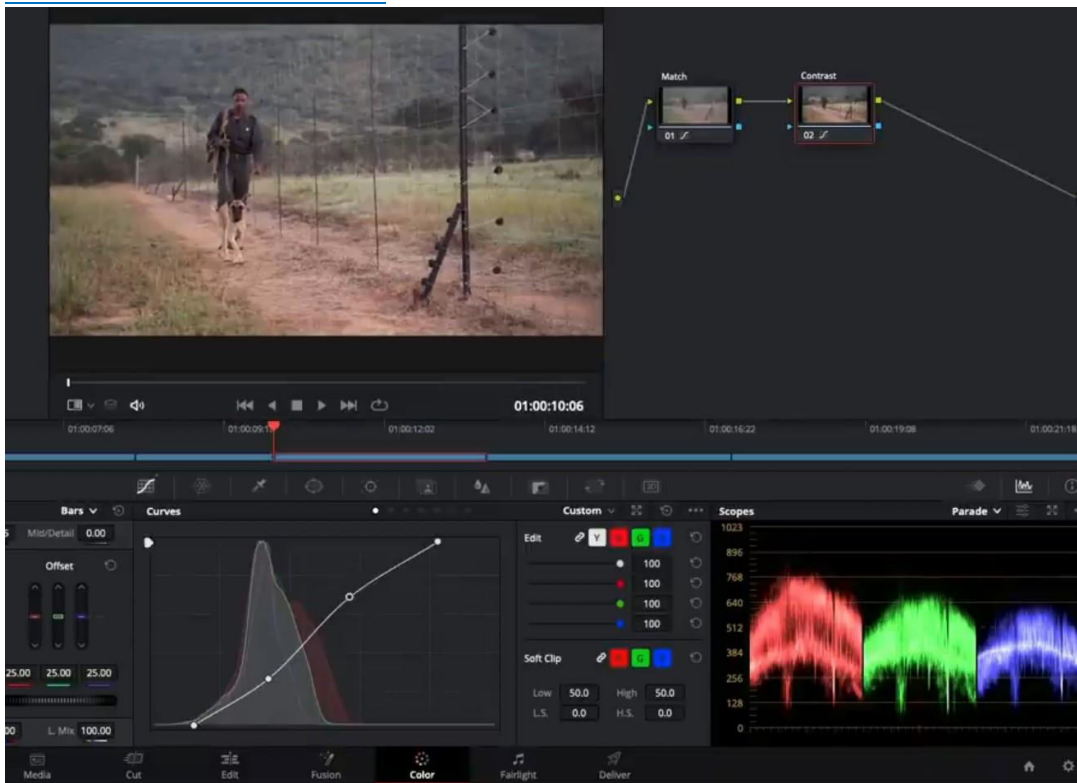 Match
Contrast
01
02
01:00:10:06
01:00:07:06
01:00:12:02
01:00:14:12
01:00:16:22
01:00:19:08
01:00:21:18
Bars
Curves
Custom
Scopes
Parade
Mid/Detail 0.00
Offset
25.00 25.00 25.00
L. Mix 100.00
Edit
Y
G
100
100
100
100
Soft Clip
G
Low 50.0 High 50.0
L.S. 0.0 H.S. 0.0
1023
896
768
640
512
384
256
128
0
Media
Cut
Edit
Fusion
Color
Fairlight
Deliver